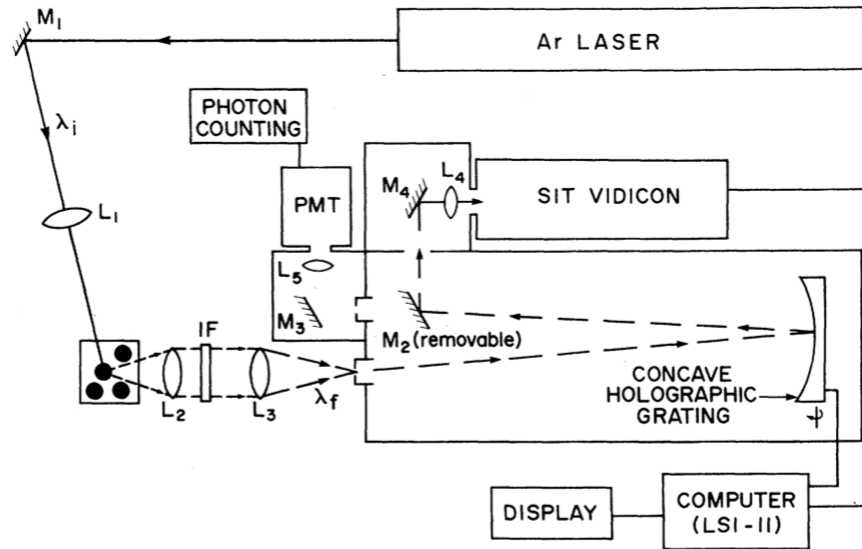 M₁
Ar LASER
PHOTON
COUNTING
λᵢ
L₄
M₄
SIT VIDICON
PMT
L₁
L₅
M₃
M₂ (removable)
IF
CONCAVE
HOLOGRAPHIC
GRATING
L₂
L₃
λf
φ
DISPLAY
COMPUTER
(LSI-II)